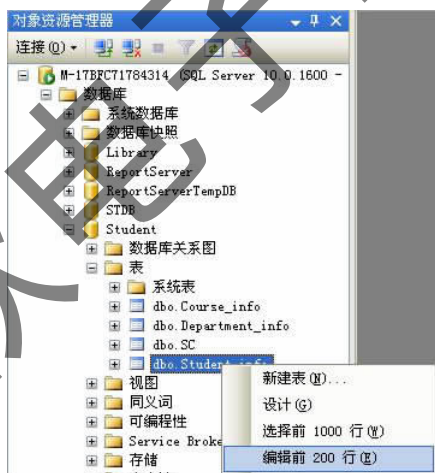 对象资源管理器
连接(O)
M-17BFC71784314 (SQL Server 10.0.1600 -
数据库
系统数据库
数据库快照
Library
ReportServer
ReportServerTempDB
STDB
Student
数据库关系图
表
系统表
dbo.Course_info
dbo.Department_info
dbo.SC
dbo.Student_info
视图
新建表(N)...
同义词
设计(G)
可编程性
选择前 1000 行(W)
Service Broke
编辑前 200 行(E)
存储